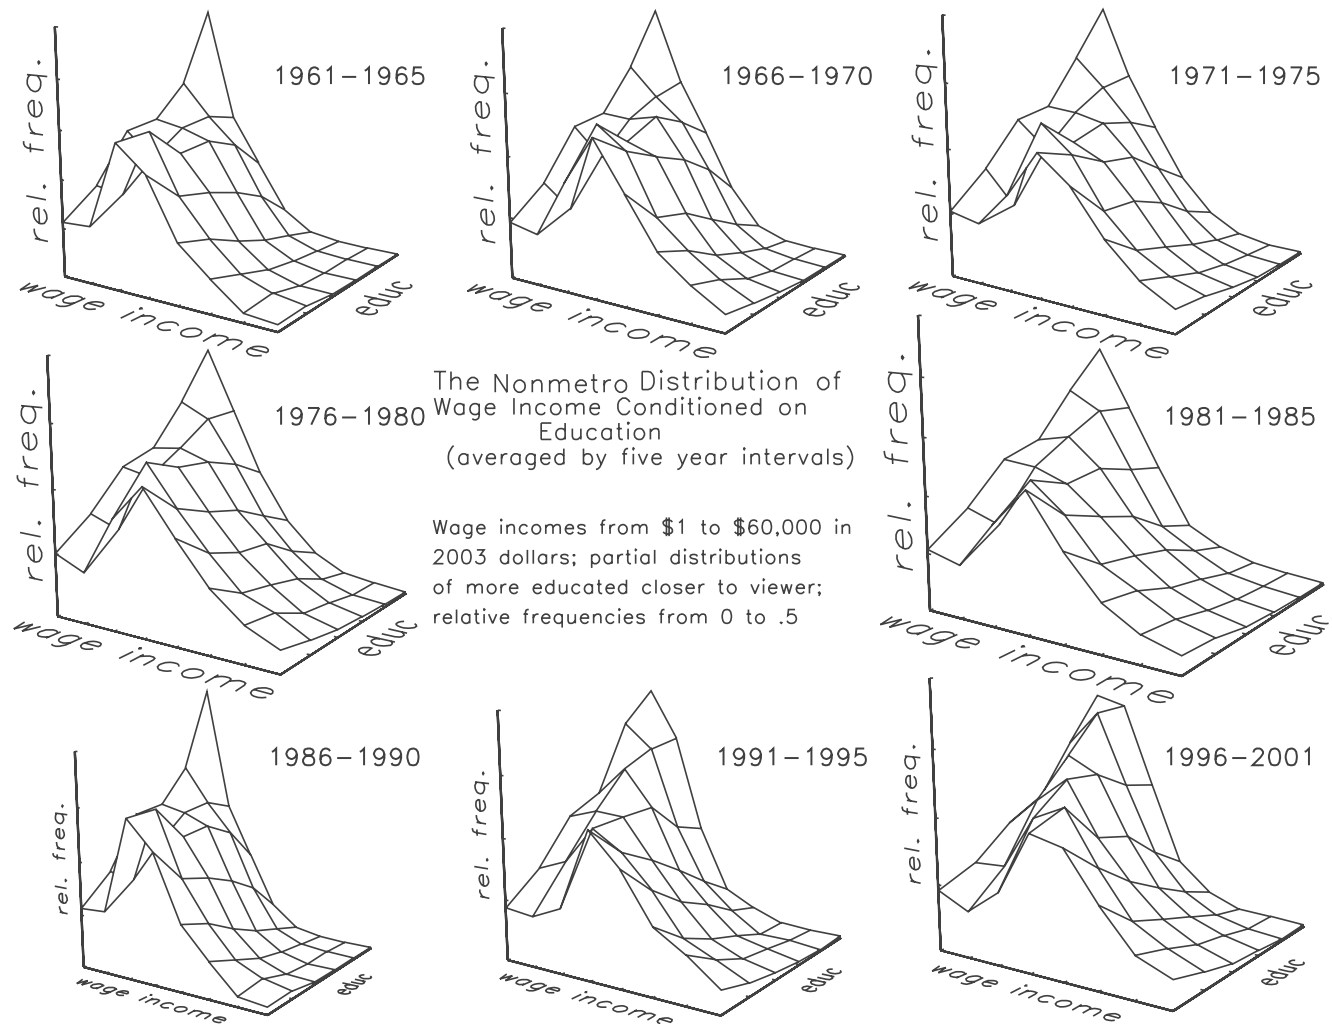 rel. freq.
1961-1965
wage income
educ
rel. freq.
1966-1970
wage income
educ
rel. freq.
1971-1975
wage income
educ
rel. freq.
1976-1980
wage income
educ
The Nonmetro Distribution of
Wage Income Conditioned on
Education
(averaged by five year intervals)
Wage incomes from $1 to $60,000 in
2003 dollars; partial distributions
of more educated closer to viewer;
relative frequencies from 0 to .5
rel. freq.
1981-1985
wage income
educ
rel. freq.
1986-1990
wage income
educ
rel. freq.
1991-1995
wage income
educ
rel. freq.
1996-2001
wage income
educ